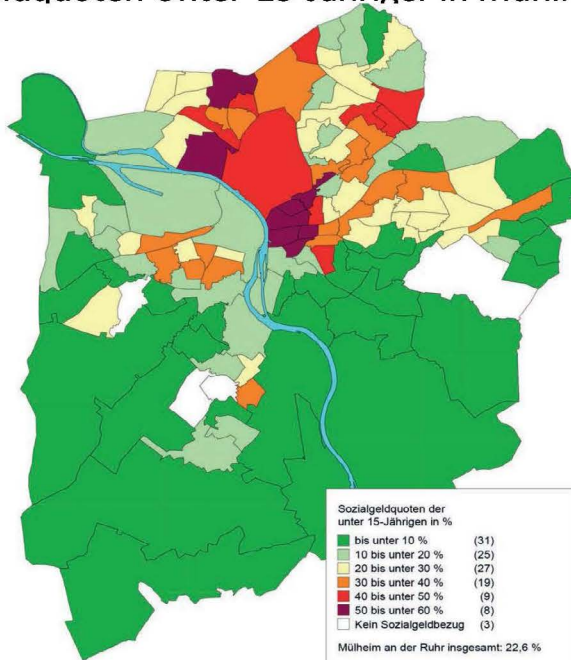 Sozialgeldquoten der
unter 15-Jährigen in %
bis unter 10 % (31)
10 bis unter 20 % (25)
20 bis unter 30 % (27)
30 bis unter 40 % (19)
40 bis unter 50 % (9)
50 bis unter 60 % (8)
Kein Sozialgeldbezug (3)
Mülheim an der Ruhr insgesamt: 22,6 %